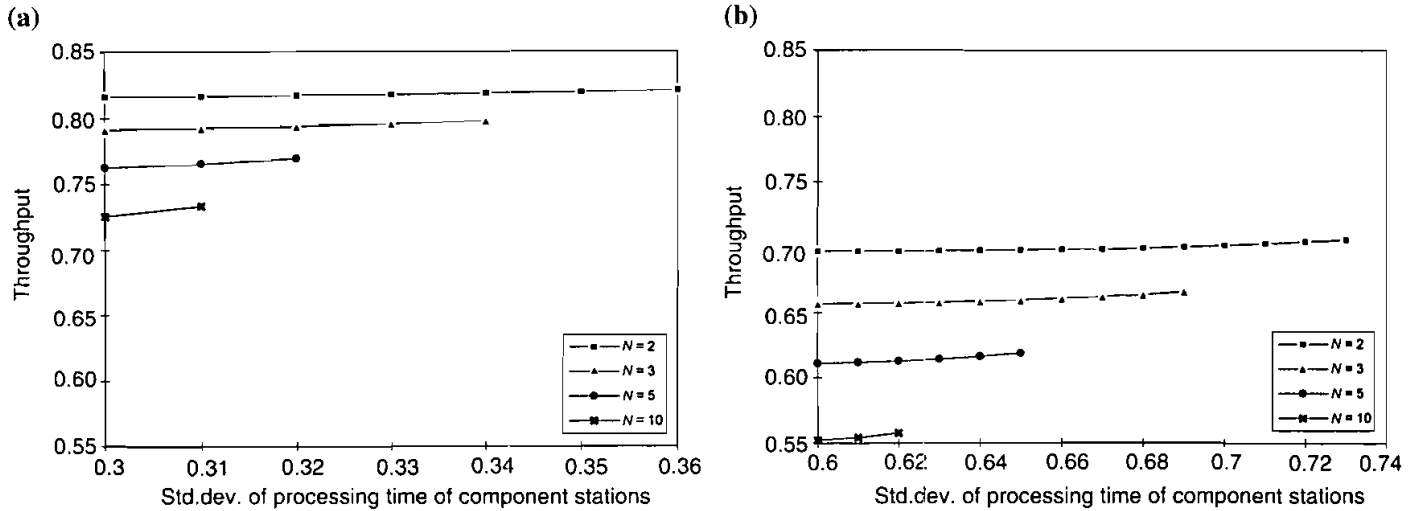 (a)
0.85
0.80
0.75
0.70
0.65
0.60
0.55
Throughput
N = 2
N = 3
N = 5
N = 10
0.3 0.31 0.32 0.33 0.34 0.35 0.36
Std.dev. of processing time of component stations
(b)
0.85
0.80
0.75
0.70
0.65
0.60
0.55
Throughput
N = 2
N = 3
N = 5
N = 10
0.6 0.62 0.64 0.66 0.68 0.7 0.72 0.74
Std.dev. of processing time of component stations